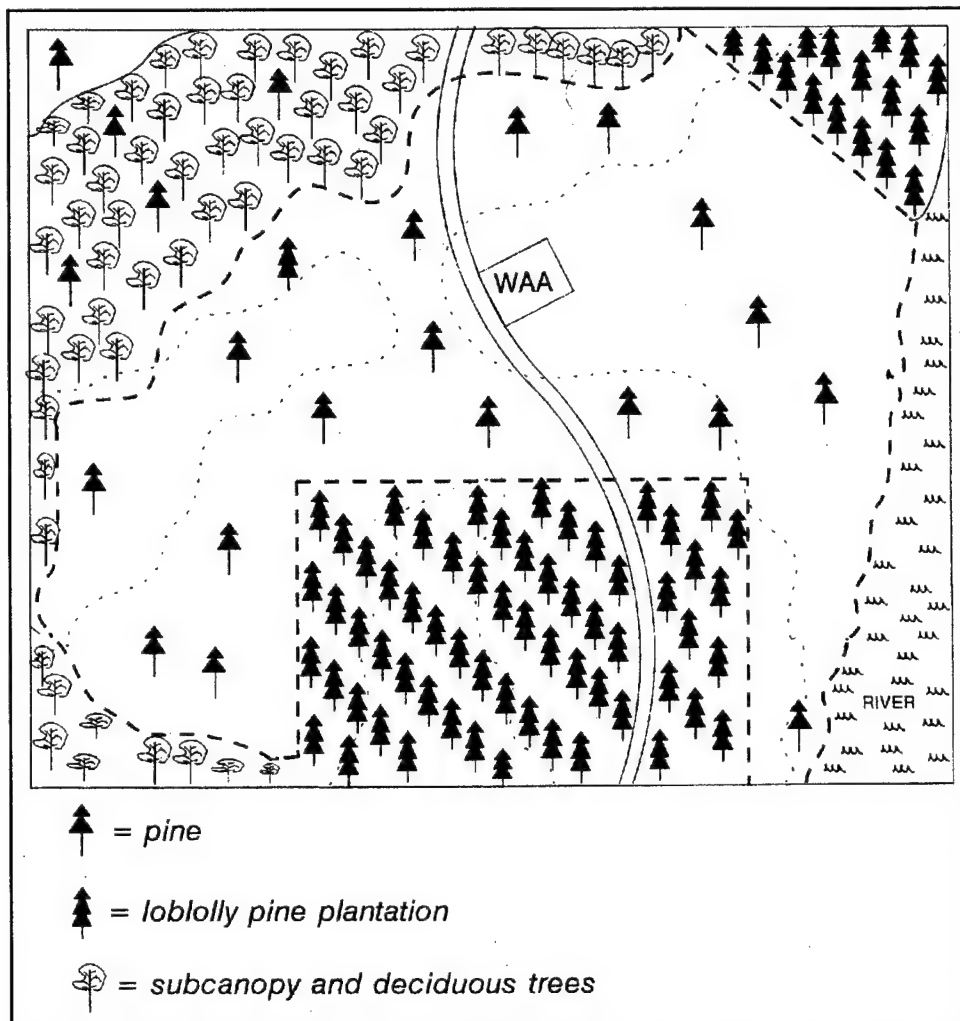 WAA
RIVER
= pine
= loblolly pine plantation
= subcanopy and deciduous trees